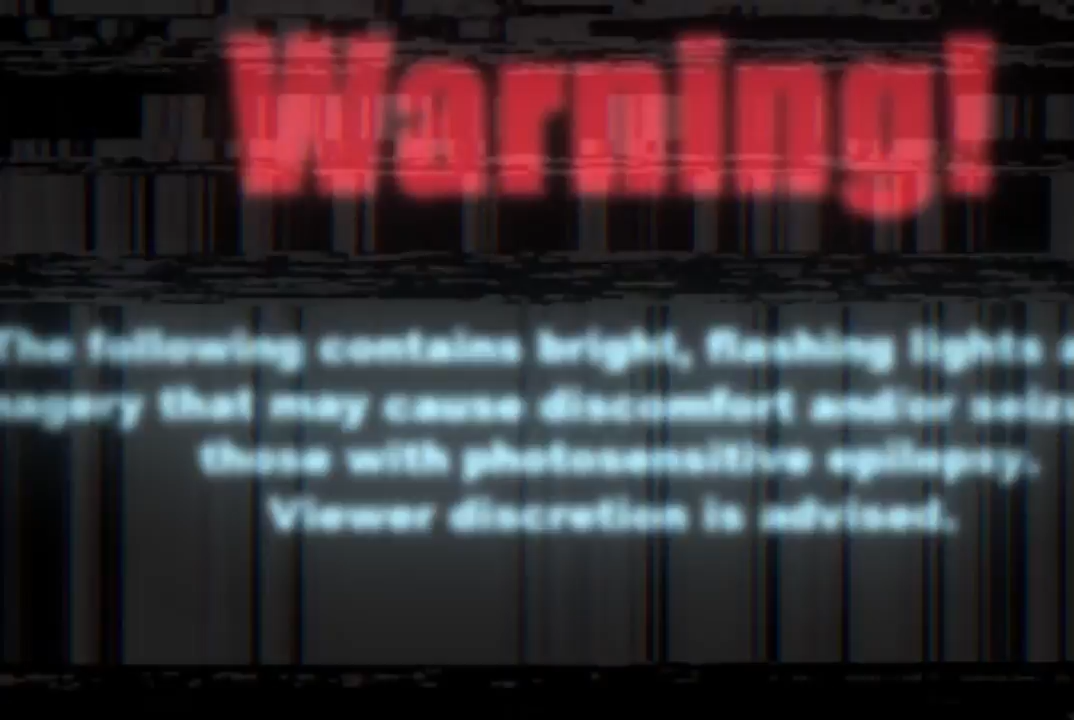 Warning!
The following contains bright, flashing lights
that may cause discomfort and/or
those with photosensitive epilepsy.
Viewer discretion is advised.